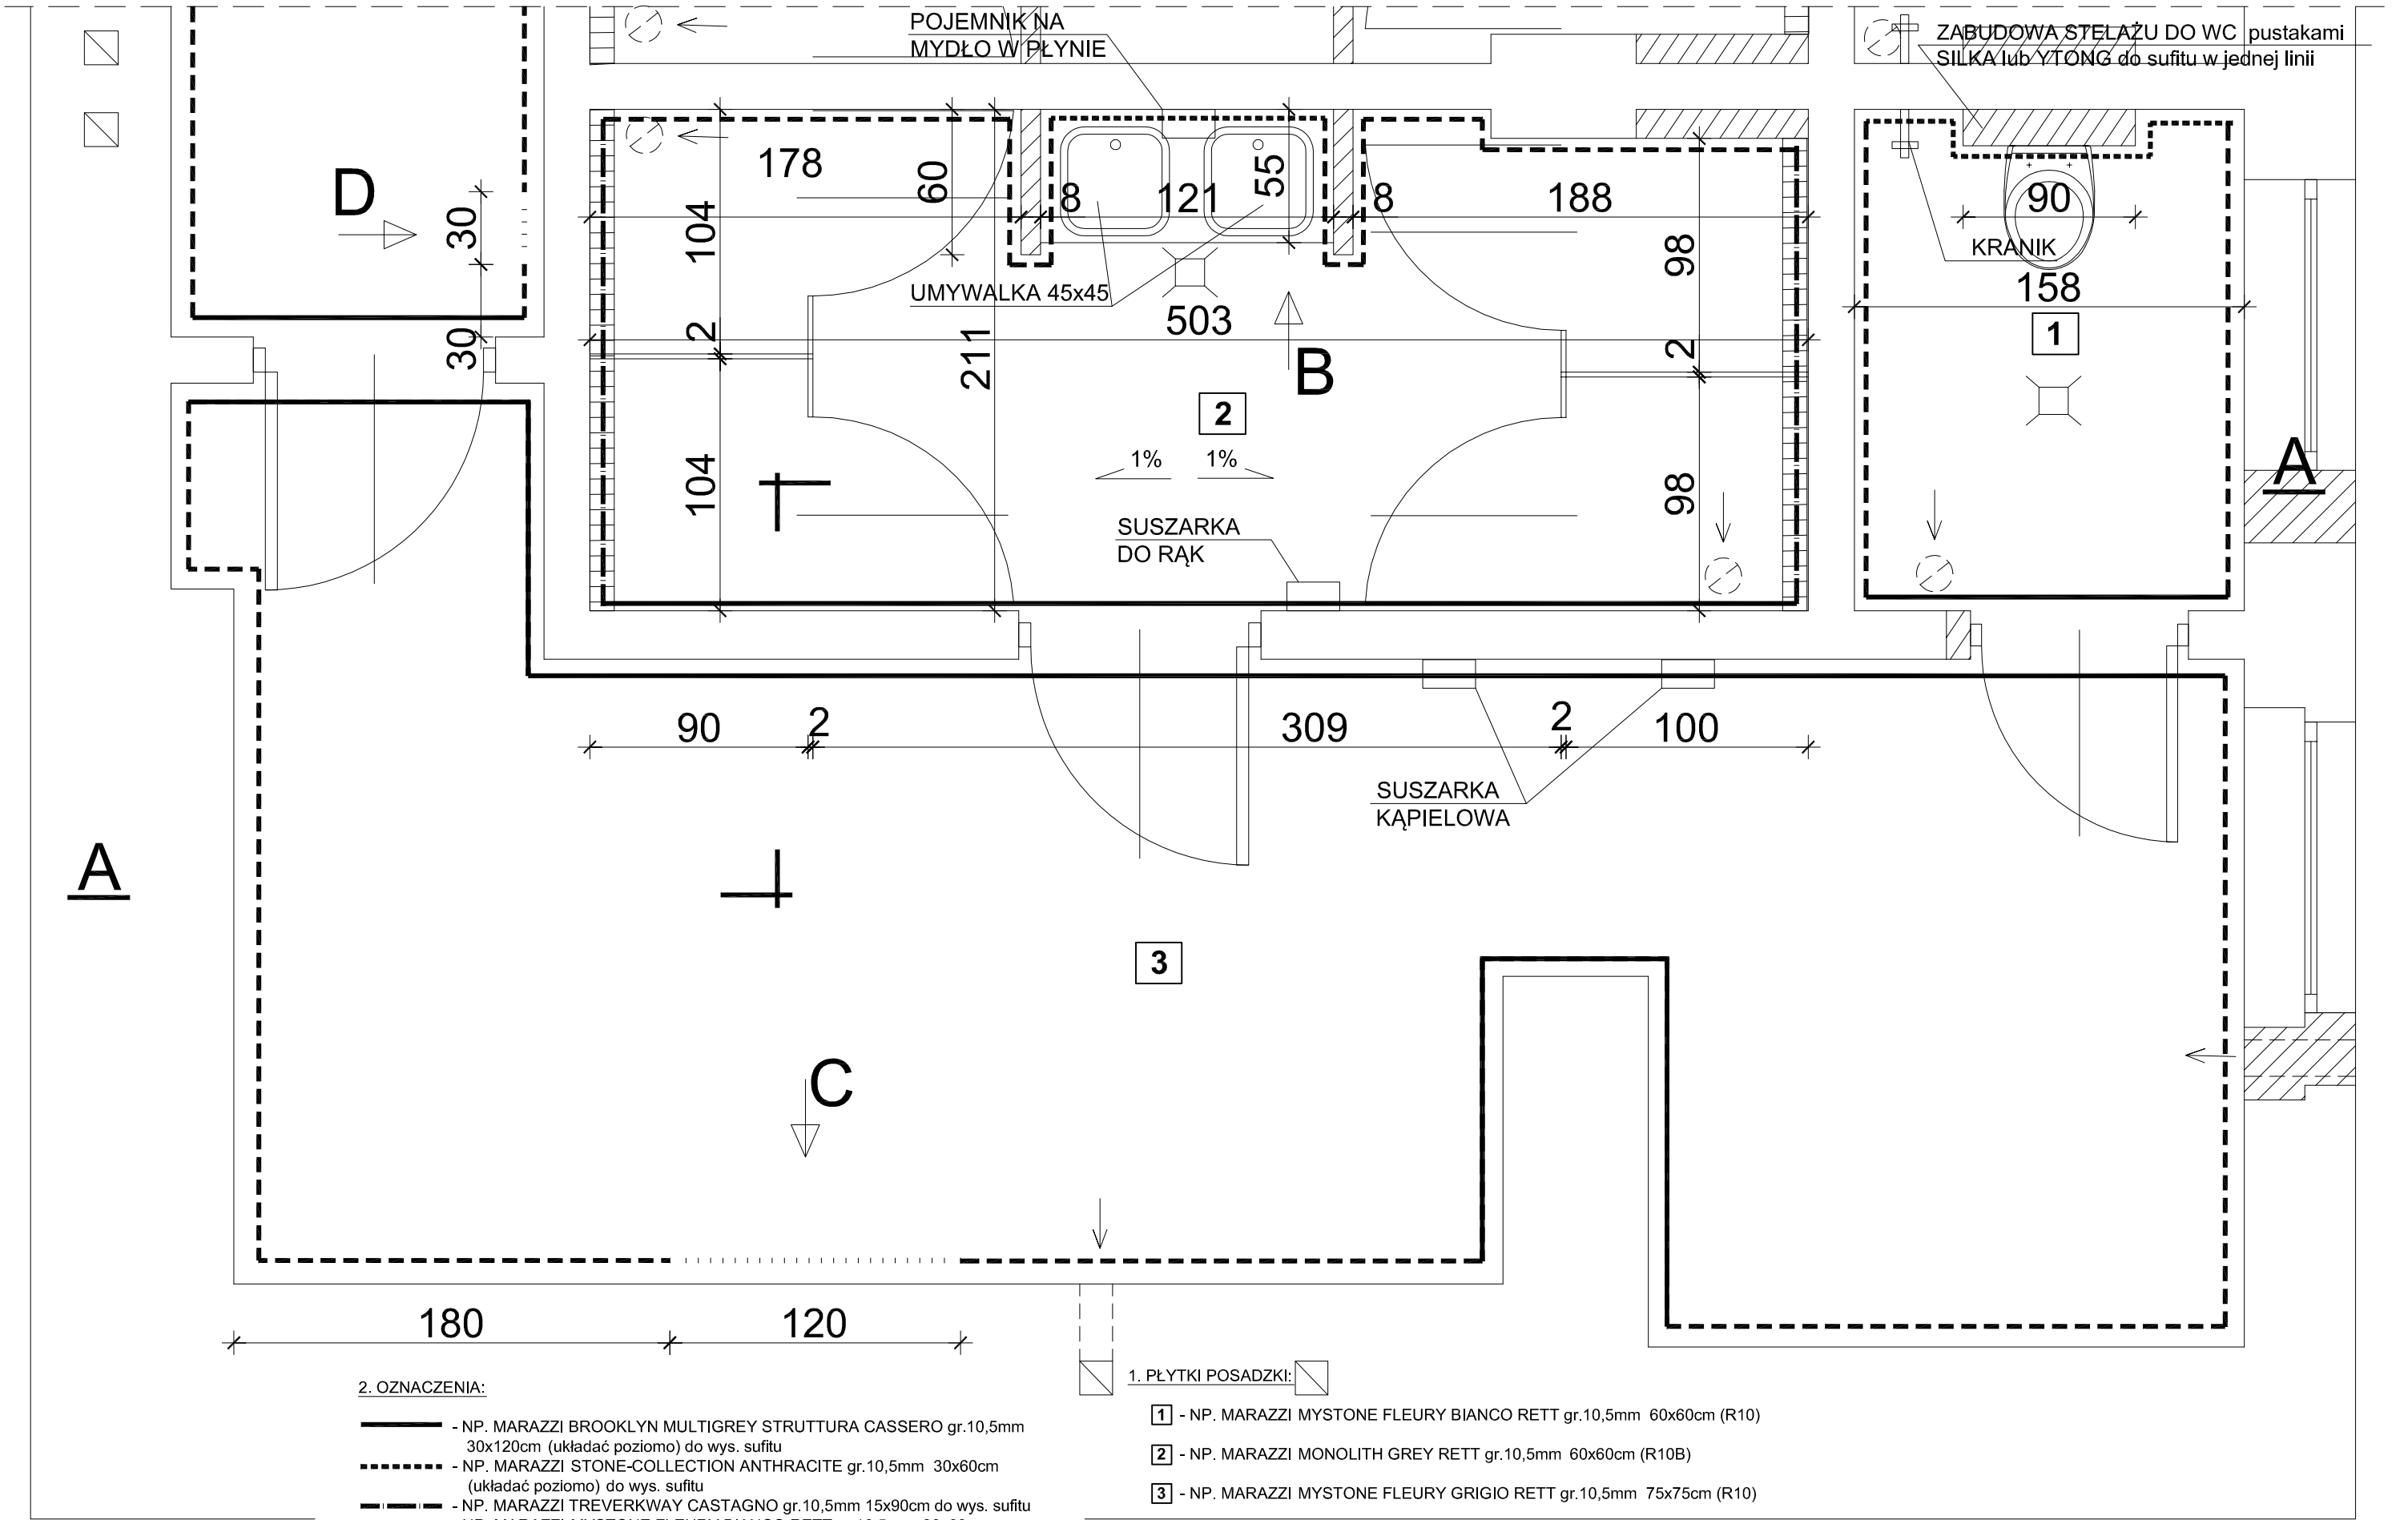 POJEMNIK NA
MYDŁO W PŁYNIE
ZABUDOWA STELAŻU DO WC pustakami
SILKA lub YTONG do sufitu w jednej linii
D
30
30
178
60
104
2
104
211
8
121
55
8
188
98
2
98
90
KRANIK
158
1
UMYWALKA 45x45
503
B
2
1%
1%
SUSZARKA
DO RĄK
A
90
2
309
2
100
SUSZARKA
KĄPIELOWA
A
3
C
180
120
2. OZNACZENIA:
- NP. MARAZZI BROOKLYN MULTIGREY STRUTTURA CASSERO gr.10,5mm
30x120cm (układać poziomo) do wys. sufitu
- NP. MARAZZI STONE-COLLECTION ANTHRACITE gr.10,5mm 30x60cm
(układać poziomo) do wys. sufitu
- NP. MARAZZI TREVERKWAY CASTAGNO gr.10,5mm 15x90cm do wys. sufitu
1. PŁYTKI POSADZKI:
1 - NP. MARAZZI MYSTONE FLEURY BIANCO RETT gr.10,5mm 60x60cm (R10)
2 - NP. MARAZZI MONOLITH GREY RETT gr.10,5mm 60x60cm (R10B)
3 - NP. MARAZZI MYSTONE FLEURY GRIGIO RETT gr.10,5mm 75x75cm (R10)